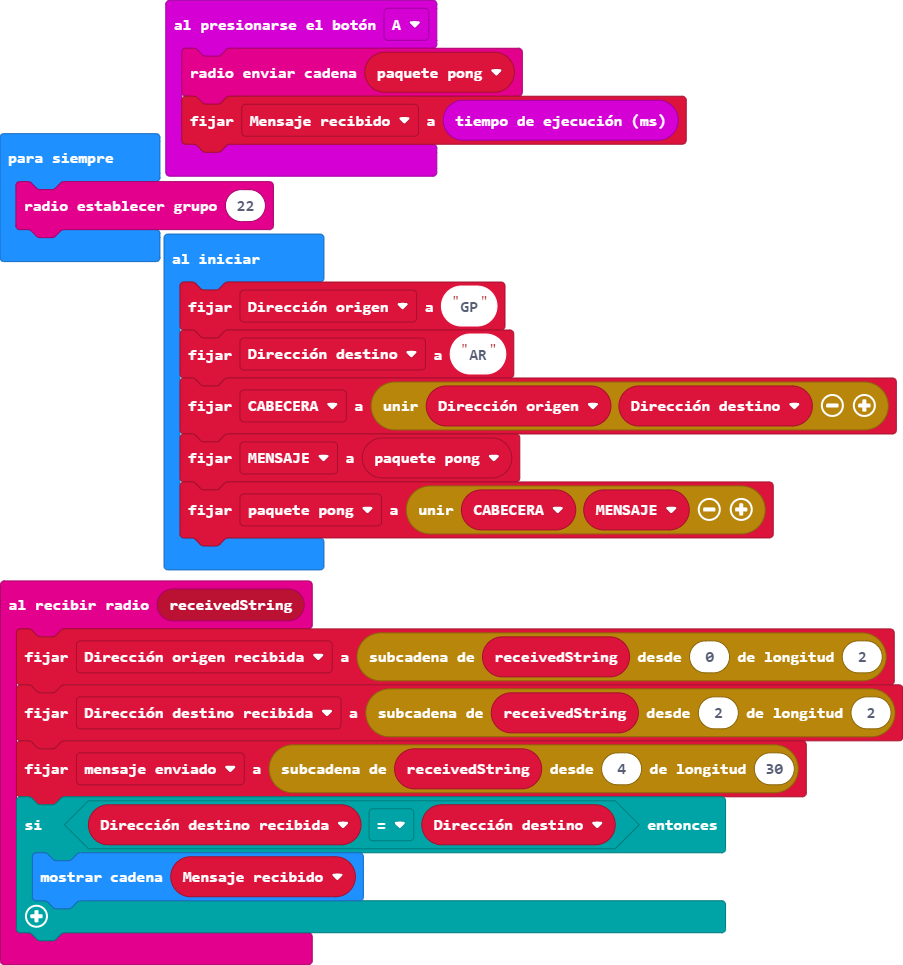 al presionarse el botón A
radio enviar cadena paquete pong
fijar Mensaje recibido a tiempo de ejecución (ms)
para siempre
radio establecer grupo 22
al iniciar
fijar Dirección origen a "GP"
fijar Dirección destino a "AR"
fijar CABECERA a unir Dirección origen Dirección destino
fijar MENSAJE a paquete pong
fijar paquete pong a unir CABECERA MENSAJE
al recibir radio receivedString
fijar Dirección origen recibida a subcadena de receivedString desde 0 de longitud 2
fijar Dirección destino recibida a subcadena de receivedString desde 2 de longitud 2
fijar mensaje enviado a subcadena de receivedString desde 4 de longitud 30
si Dirección destino recibida = Dirección destino entonces
mostrar cadena Mensaje recibido